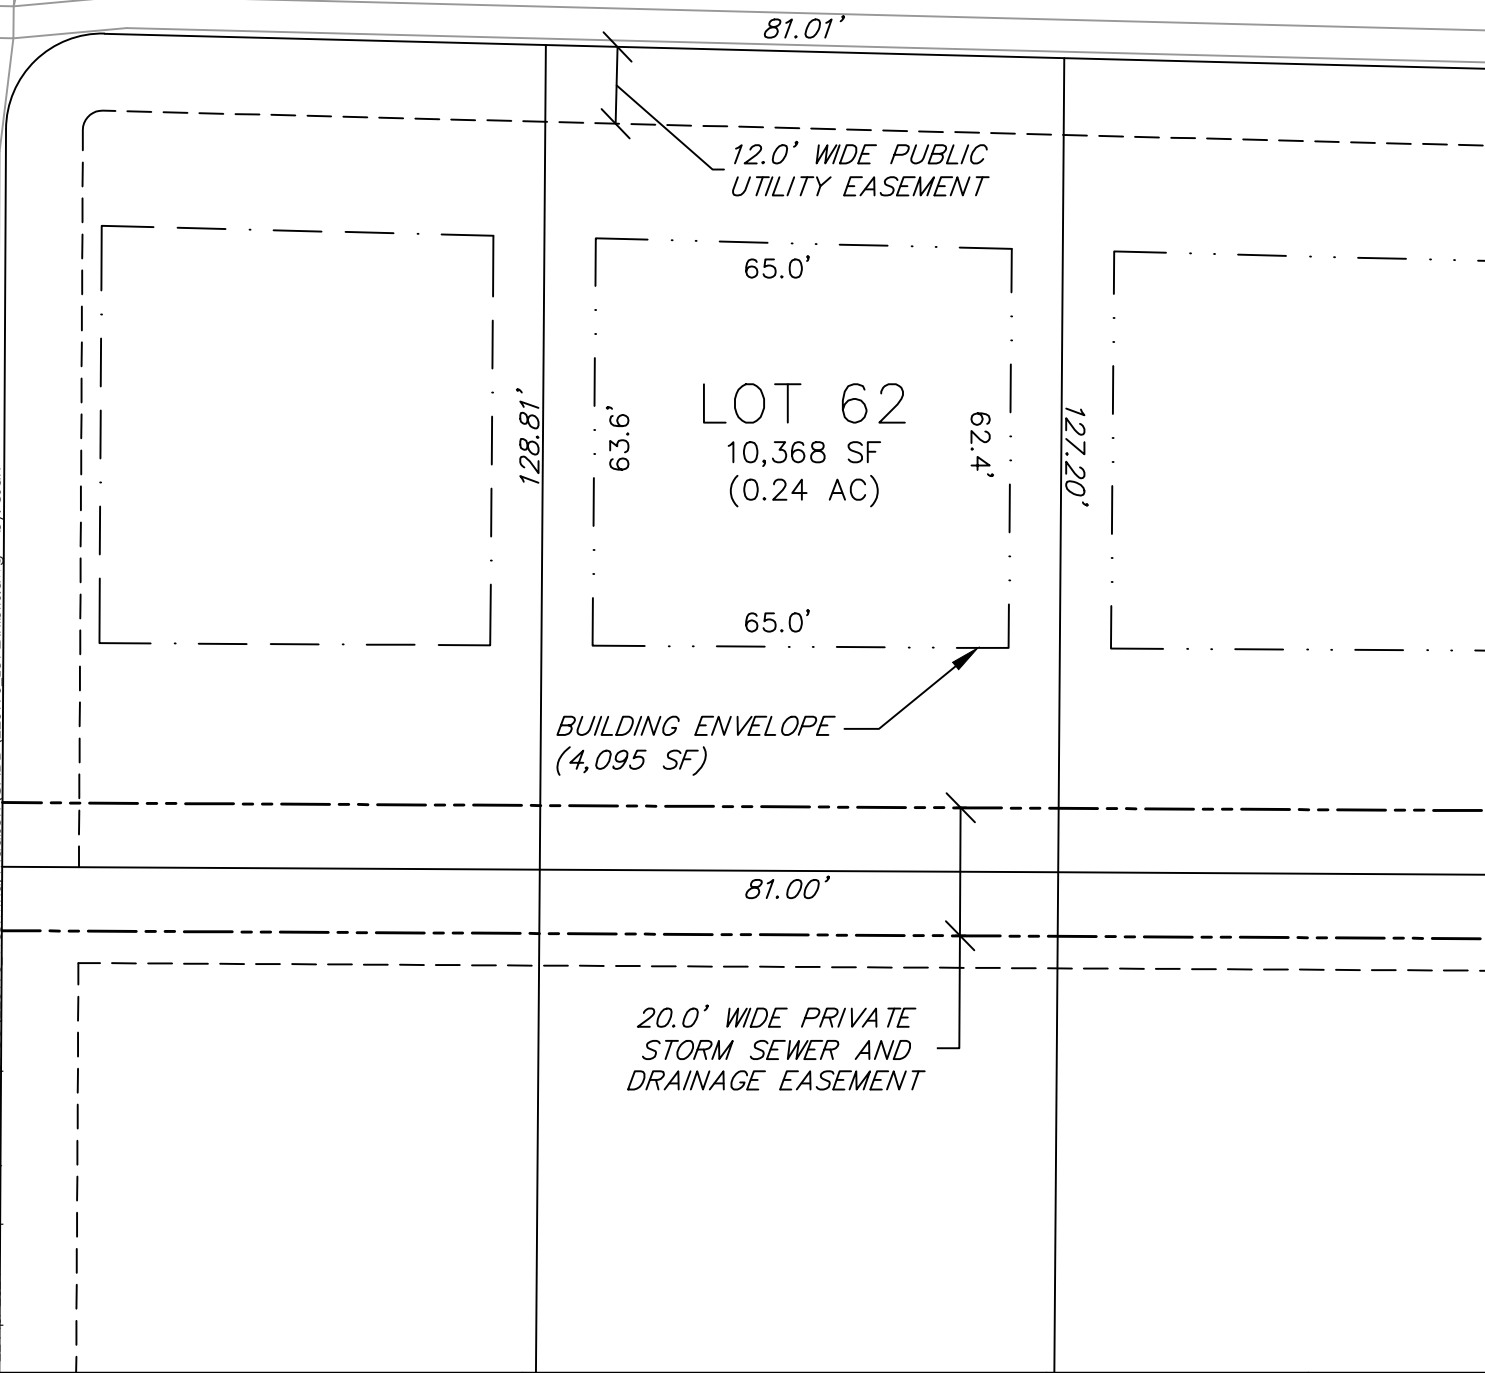 81.01'
12.0' WIDE PUBLIC
UTILITY EASEMENT
65.0'
128.81'
63.6'
LOT 62
10,368 SF
(0.24 AC)
62.4'
127.20'
65.0'
BUILDING ENVELOPE
(4,095 SF)
81.00'
20.0' WIDE PRIVATE
STORM SEWER AND
DRAINAGE EASEMENT